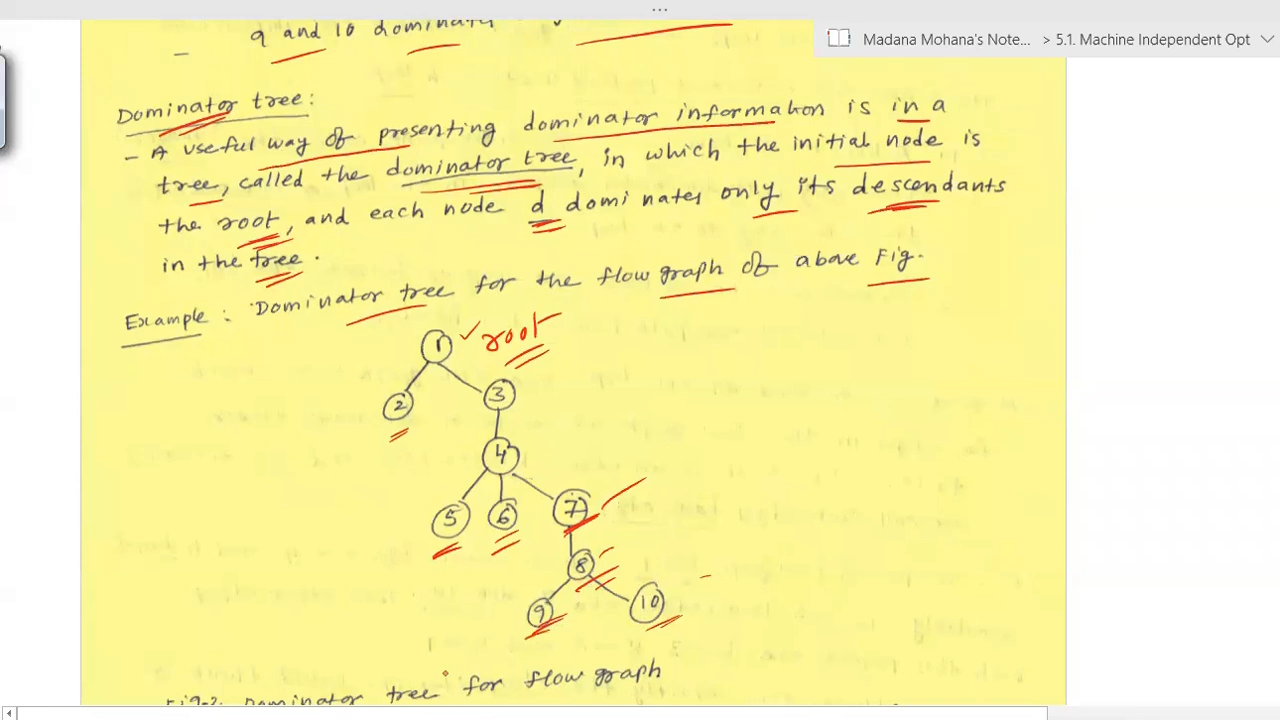 ...
Madana Mohana's Note... > 5.1. Machine Independent Opt
9 and 10 dominate
Dominator tree:
- A useful way of presenting dominator information is in a
tree, called the dominator tree, in which the initial node is
the root, and each node d dominates only its descendants
in the tree.
Example: Dominator tree for the flow graph of above Fig.
1 ✓ root
2 3
4
5 6 7
8
9 10
Fig-2. Dominator tree for flow graph